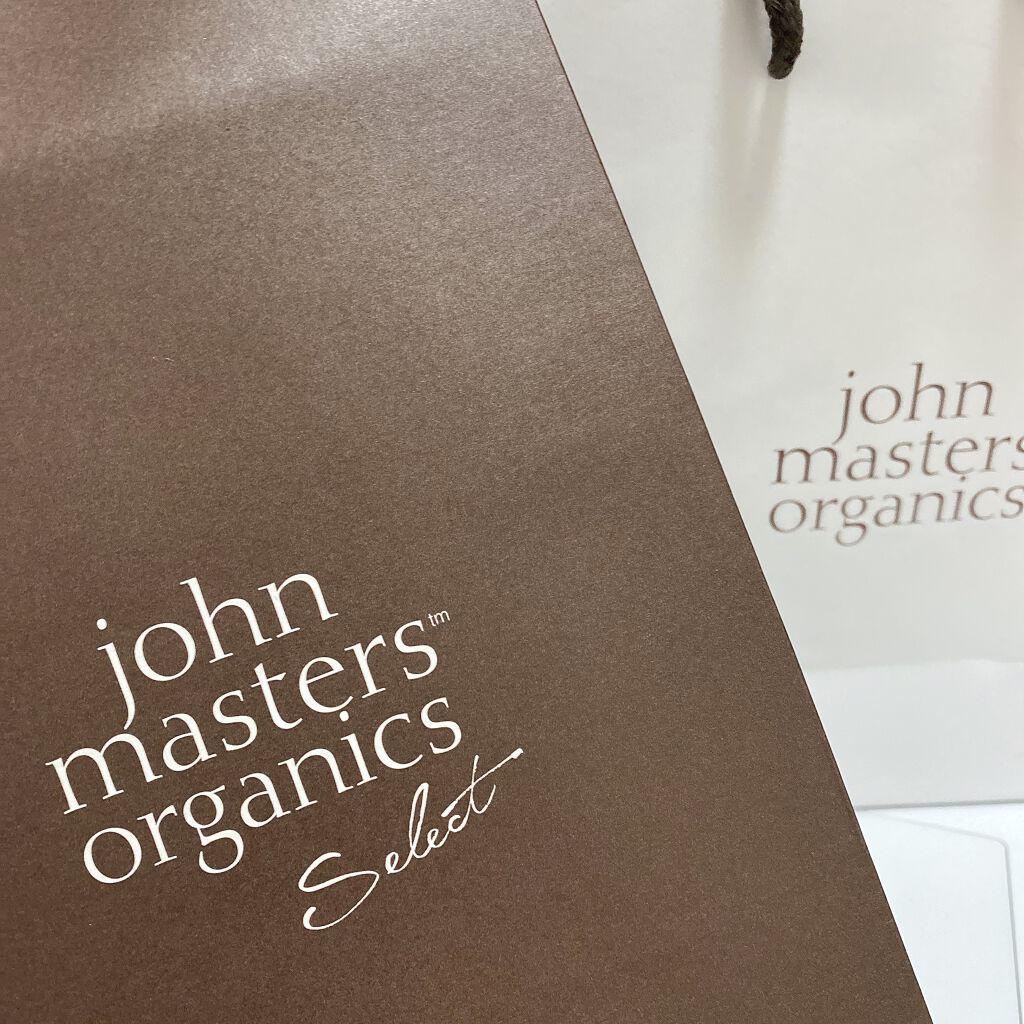 john
masters™
organics
Select
john
masters
organics